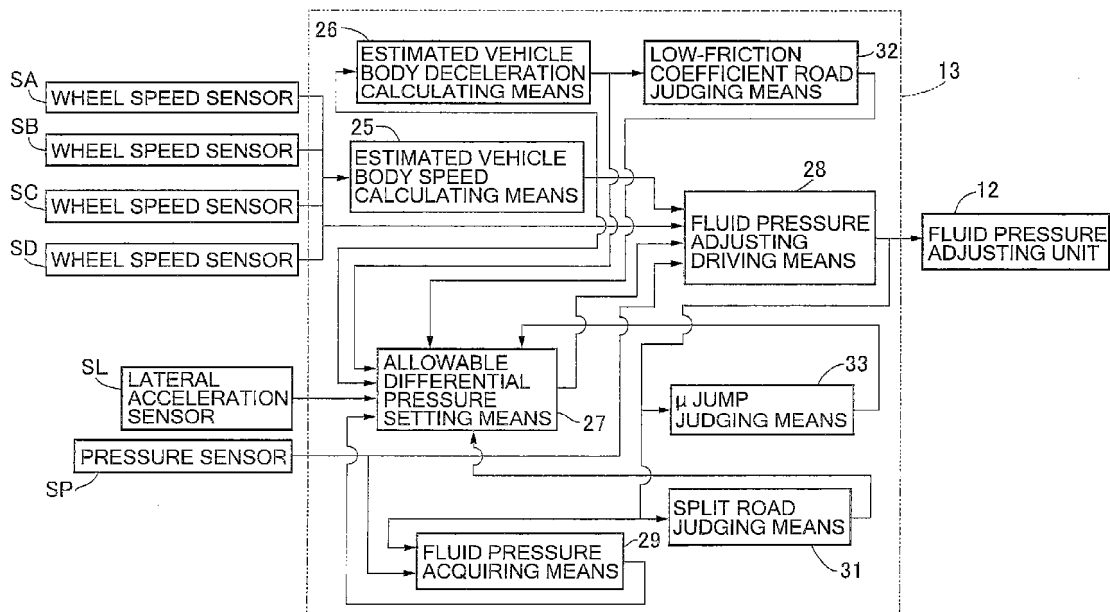 26
ESTIMATED VEHICLE
BODY DECELERATION
CALCULATING MEANS
LOW-FRICTION
COEFFICIENT ROAD
JUDGING MEANS
32
13
SA
WHEEL SPEED SENSOR
SB
WHEEL SPEED SENSOR
SC
WHEEL SPEED SENSOR
SD
WHEEL SPEED SENSOR
25
ESTIMATED VEHICLE
BODY SPEED
CALCULATING MEANS
28
FLUID PRESSURE
ADJUSTING
DRIVING MEANS
12
FLUID PRESSURE
ADJUSTING UNIT
SL
LATERAL
ACCELERATION
SENSOR
ALLOWABLE
DIFFERENTIAL
PRESSURE
SETTING MEANS
27
33
μ JUMP
JUDGING MEANS
PRESSURE SENSOR
SP
SPLIT ROAD
JUDGING MEANS
31
FLUID PRESSURE
ACQUIRING MEANS
29